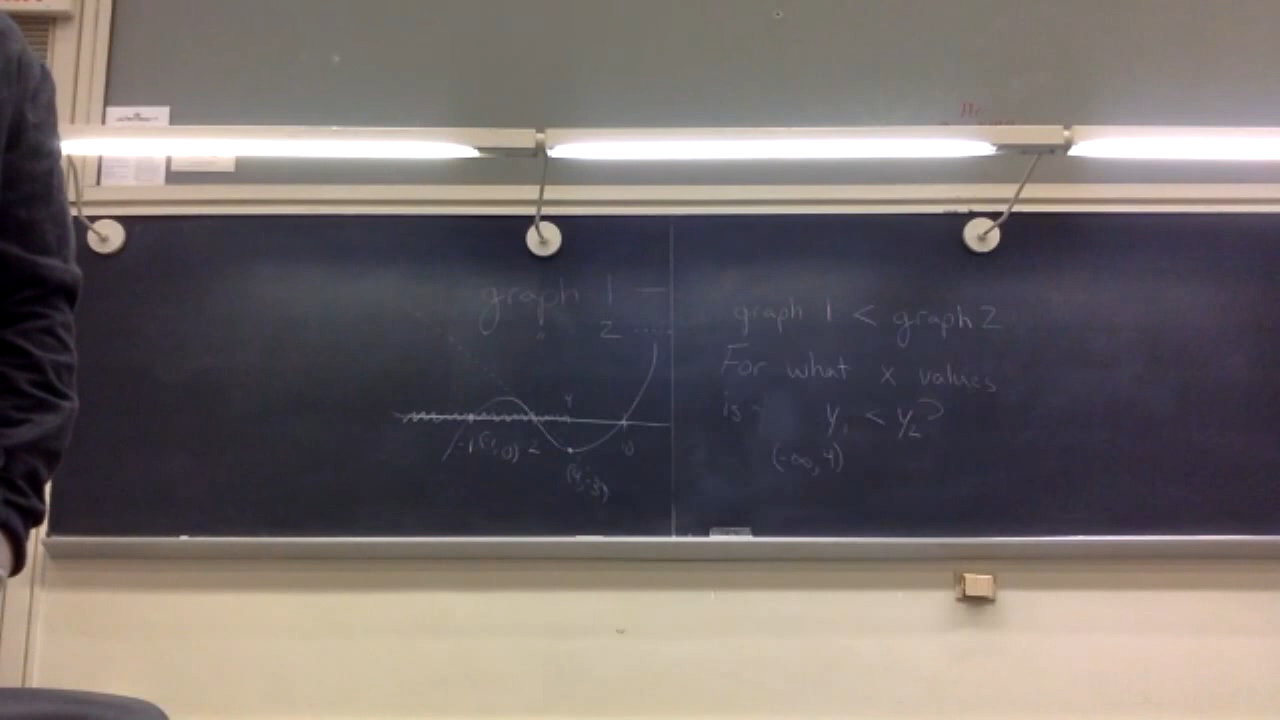 graph 1 —
" 2 ....
4
-1 (-1,0) 2
(4,-3)
graph 1 < graph 2
For what x values
is y₁ < y₂?
(-∞, 4)